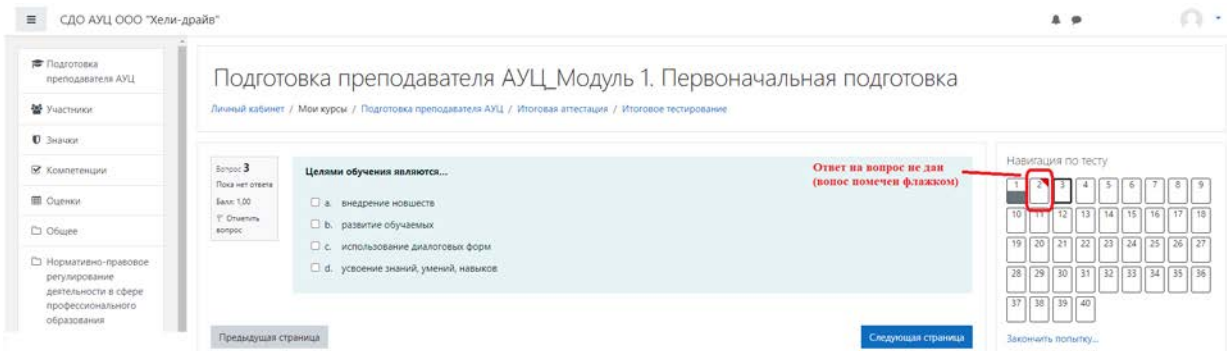 СДО АУЦ ООО "Хели-драйв"
Подготовка
преподавателя АУЦ
Участники
Значки
Компетенции
Оценки
Общее
Нормативно-правовое
регулирование
деятельности в сфере
профессионального
образования
Подготовка преподавателя АУЦ_Модуль 1. Первоначальная подготовка
Личный кабинет / Мои курсы / Подготовка преподавателя АУЦ / Итоговая аттестация / Итоговое тестирование
Вопрос 3
Пока нет ответа
Балл: 1,00
Отметить
вопрос
Целями обучения являются...
a. внедрение новшеств
b. развитие обучаемых
c. использование диалоговых форм
d. усвоение знаний, умений, навыков
Ответ на вопрос не дан
(вопос помечен флажком)
Предыдущая страница
Следующая страница
Навигация по тесту
1 2 3 4 5 6 7 8 9
10 11 12 13 14 15 16 17 18
19 20 21 22 23 24 25 26 27
28 29 30 31 32 33 34 35 36
37 38 39 40
Закончить попытку...